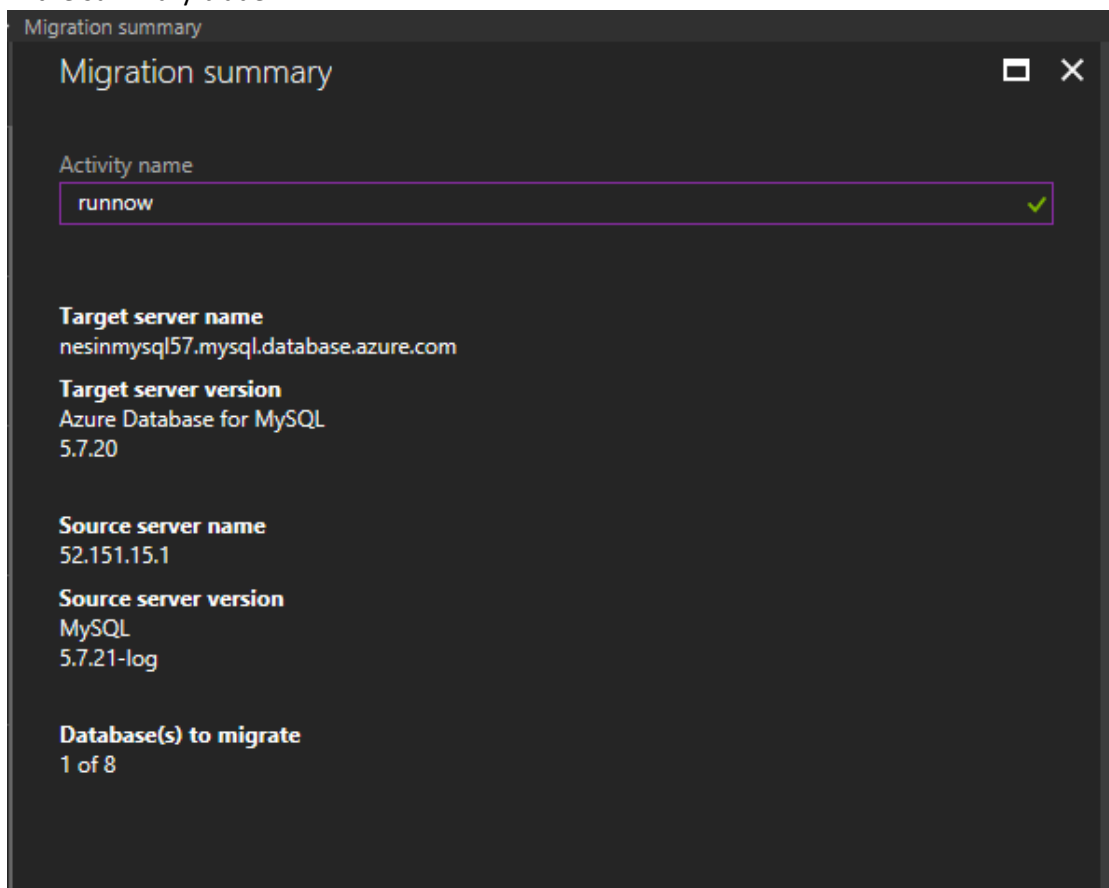 Migration summary
Migration summary
Activity name
runnow
Target server name
nesinmysql57.mysql.database.azure.com
Target server version
Azure Database for MySQL
5.7.20
Source server name
52.151.15.1
Source server version
MySQL
5.7.21-log
Database(s) to migrate
1 of 8